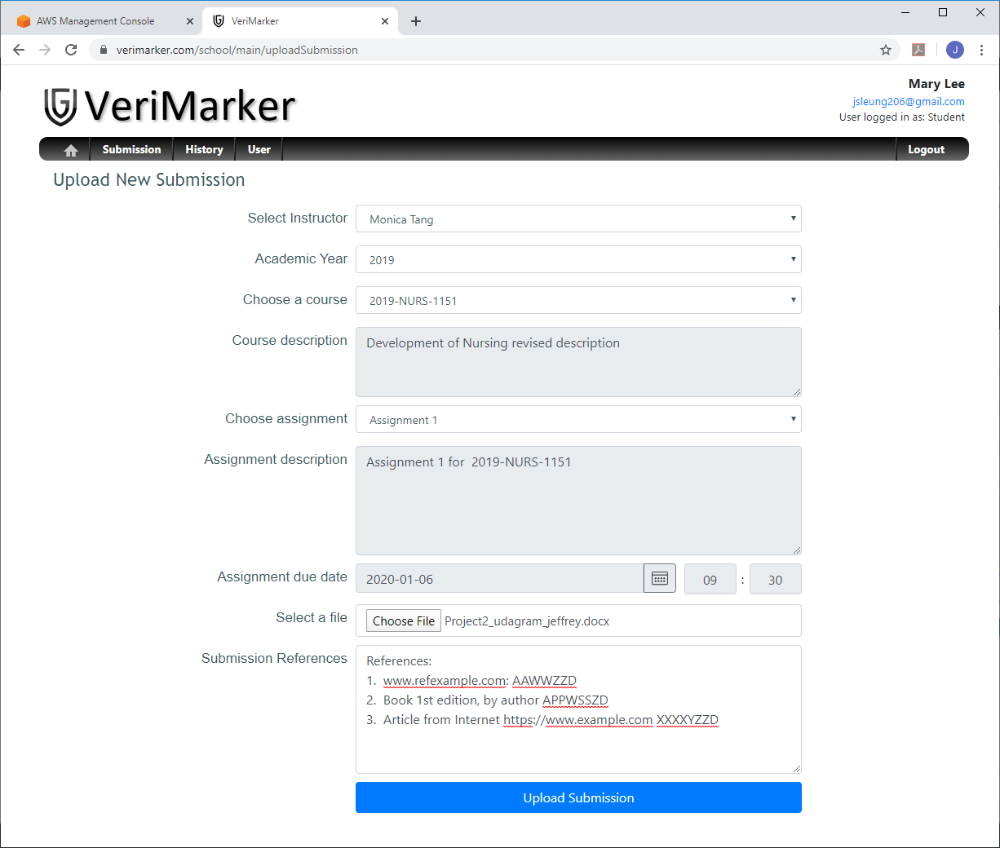 AWS Management Console
VeriMarker
verimarker.com/school/main/uploadSubmission
J
VeriMarker
Mary Lee
jsleung206@gmail.com
User logged in as: Student
Submission History User Logout
Upload New Submission
Select Instructor Monica Tang
Academic Year 2019
Choose a course 2019-NURS-1151
Course description Development of Nursing revised description
Choose assignment Assignment 1
Assignment description Assignment 1 for  2019-NURS-1151
Assignment due date 2020-01-06 09 : 30
Select a file Choose File Project2_udagram_jeffrey.docx
Submission References References:
1.  www.refexample.com: AAWWZZD
2.  Book 1st edition, by author APPWSSZD
3.  Article from Internet https://www.example.com XXXXYZZD
Upload Submission